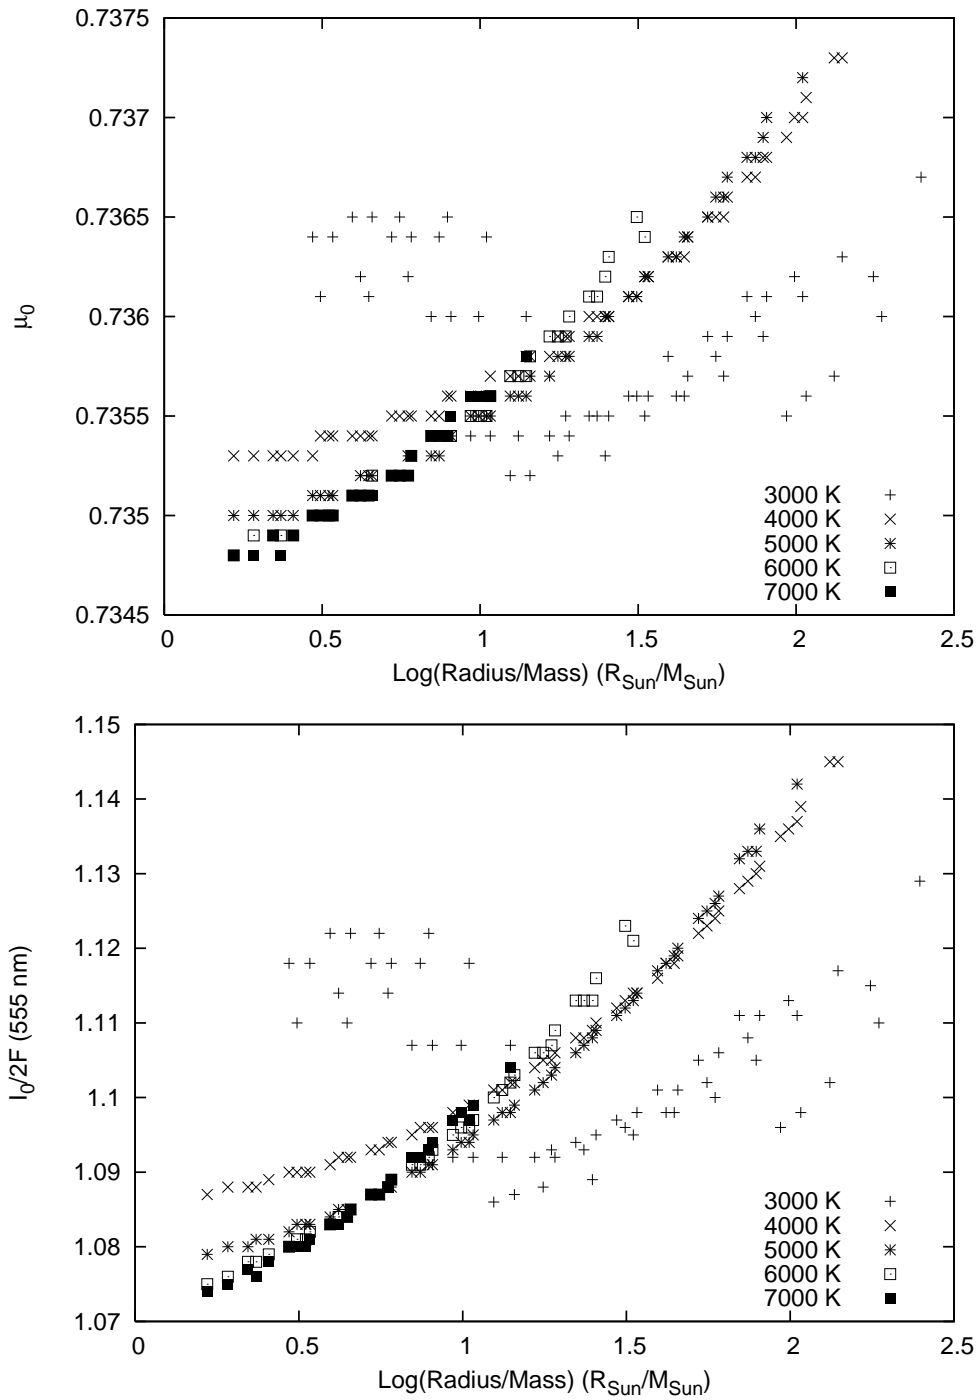 0.7375
0.737
0.7365
0.736
0.7355
0.735
0.7345
μ0
3000 K
4000 K
5000 K
6000 K
7000 K
0 0.5 1 1.5 2 2.5
Log(Radius/Mass) (RSun/MSun)
1.15
1.14
1.13
1.12
1.11
1.1
1.09
1.08
1.07
I0/2F (555 nm)
3000 K
4000 K
5000 K
6000 K
7000 K
0 0.5 1 1.5 2 2.5
Log(Radius/Mass) (RSun/MSun)